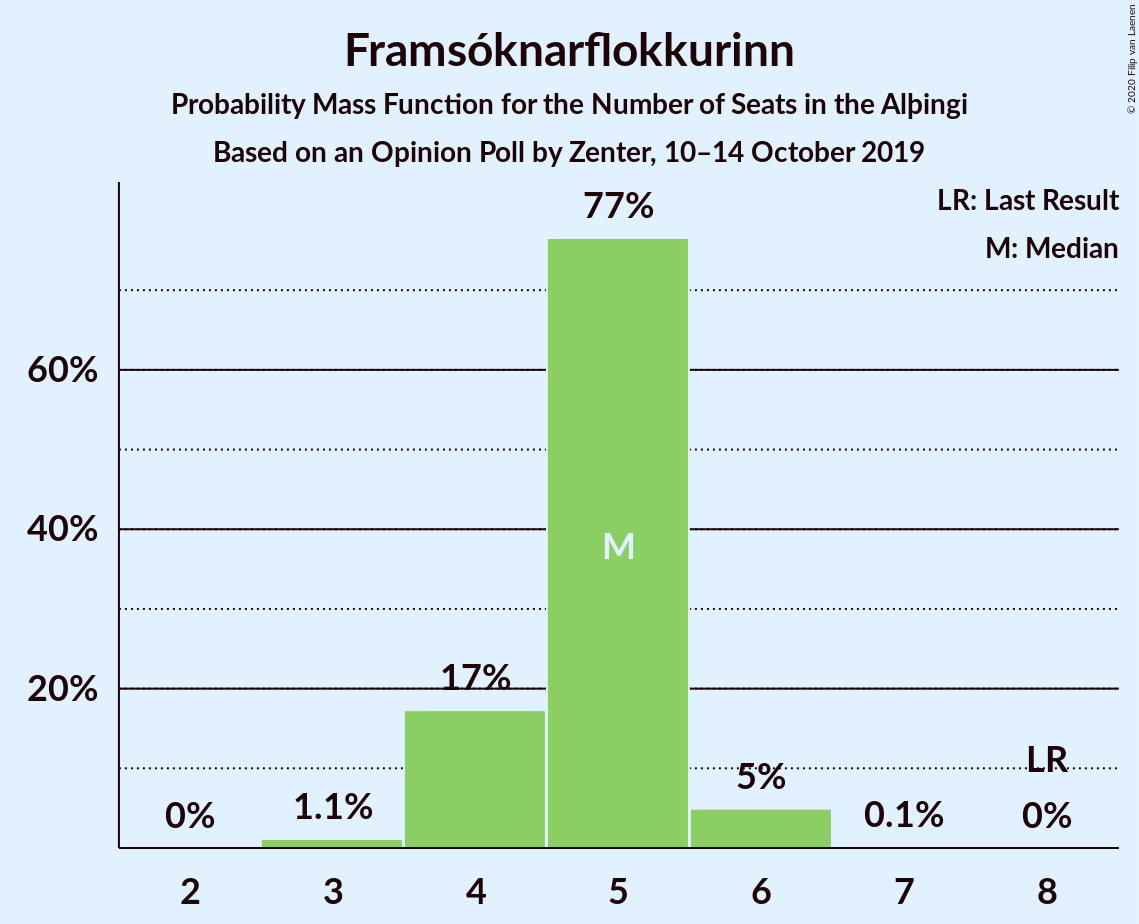 Framsóknarflokkurinn
Probability Mass Function for the Number of Seats in the Alþingi
Based on an Opinion Poll by Zenter, 10–14 October 2019
© 2020 Filip van Laenen
LR: Last Result
M: Median
77%
60%
40%
M
20%
17%
LR
5%
0%
1.1%
0.1%
0%
2 3 4 5 6 7 8